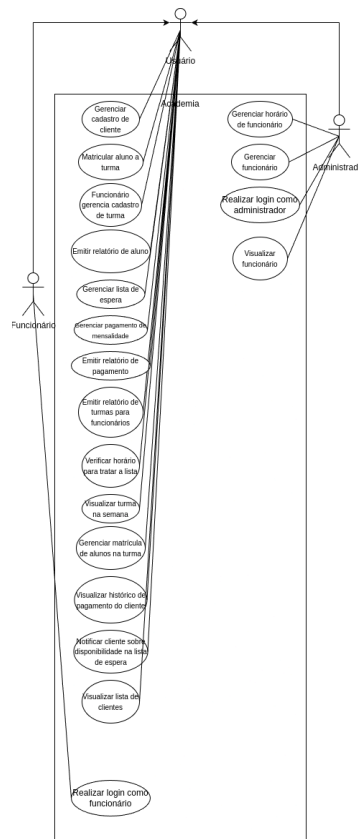 Usuário
Academia
Gerenciar
cadastro de
cliente
Gerenciar horário
de funcionário
Matricular aluno a
turma
Gerenciar
funcionário
Administrad
Funcionário
gerencia cadastro
de turma
Realizar login como
administrador
Emitir relatório de aluno
Visualizar
funcionário
Gerenciar lista de
espera
Funcionário
Gerenciar pagamento de
mensalidade
Emitir relatório de
pagamento
Emitir relatório de
turmas para
funcionários
Verificar horário
para tratar a lista
Visualizar turma
na semana
Gerenciar matrícula
de alunos na turma
Visualizar histórico de
pagamento do cliente
Notificar cliente sobre
disponibilidade na lista
de espera
Visualizar lista de
clientes
Realizar login como
funcionário